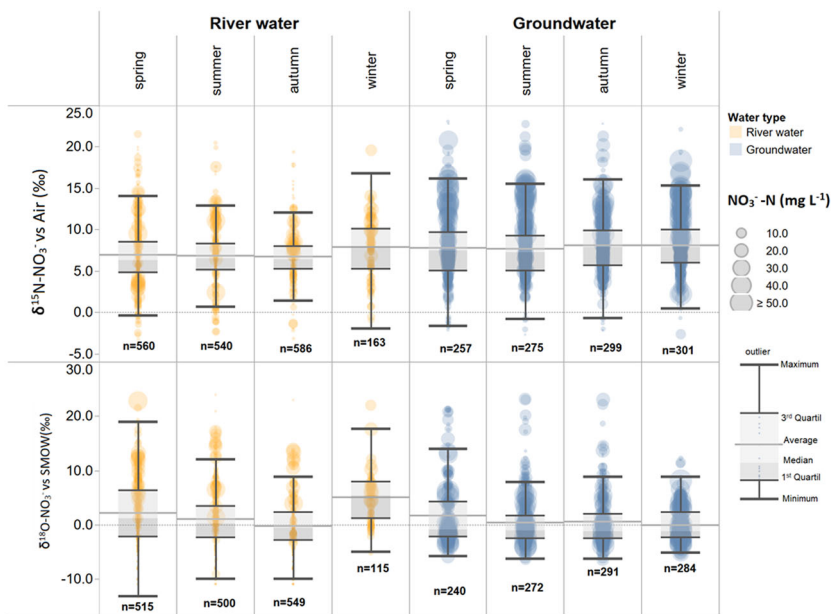 River water
Groundwater
spring
summer
autumn
winter
spring
summer
autumn
winter
δ¹⁵N-NO₃⁻vs Air (‰)
25.0
20.0
15.0
10.0
5.0
0.0
-5.0
n=560
n=540
n=586
n=163
n=257
n=275
n=299
n=301
δ¹⁸O-NO₃⁻vs SMOW(‰)
30.0
20.0
10.0
0.0
-10.0
n=515
n=500
n=549
n=115
n=240
n=272
n=291
n=284
Water type
River water
Groundwater
NO₃⁻ -N (mg L⁻¹)
10.0
20.0
30.0
40.0
≥ 50.0
outlier
Maximum
3ʳᵈ Quartil
Average
Median
1ˢᵗ Quartil
Minimum